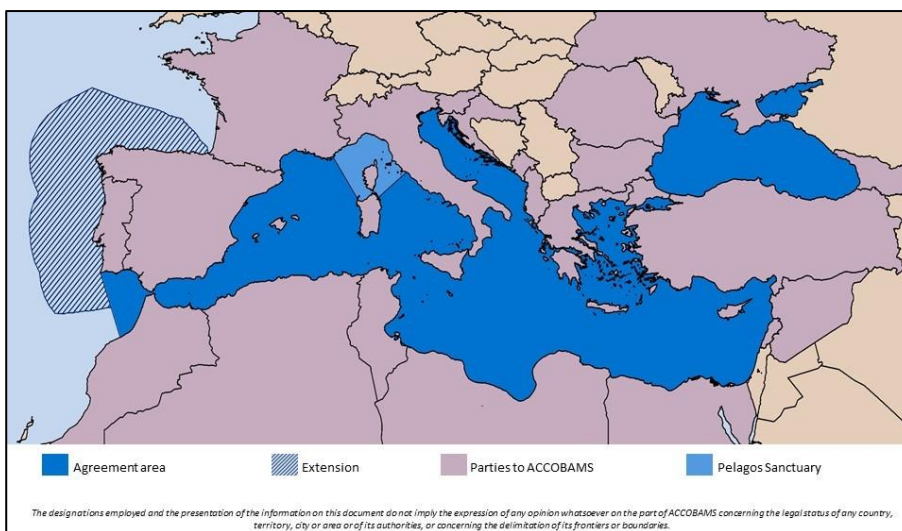 Agreement area
Extension
Parties to ACCOBAMS
Pelagos Sanctuary
The designations employed and the presentation of the information on this document do not imply the expression of any opinion whatsoever on the part of ACCOBAMS concerning the legal status of any country,
territory, city or area or of its authorities, or concerning the delimitation of its frontiers or boundaries.